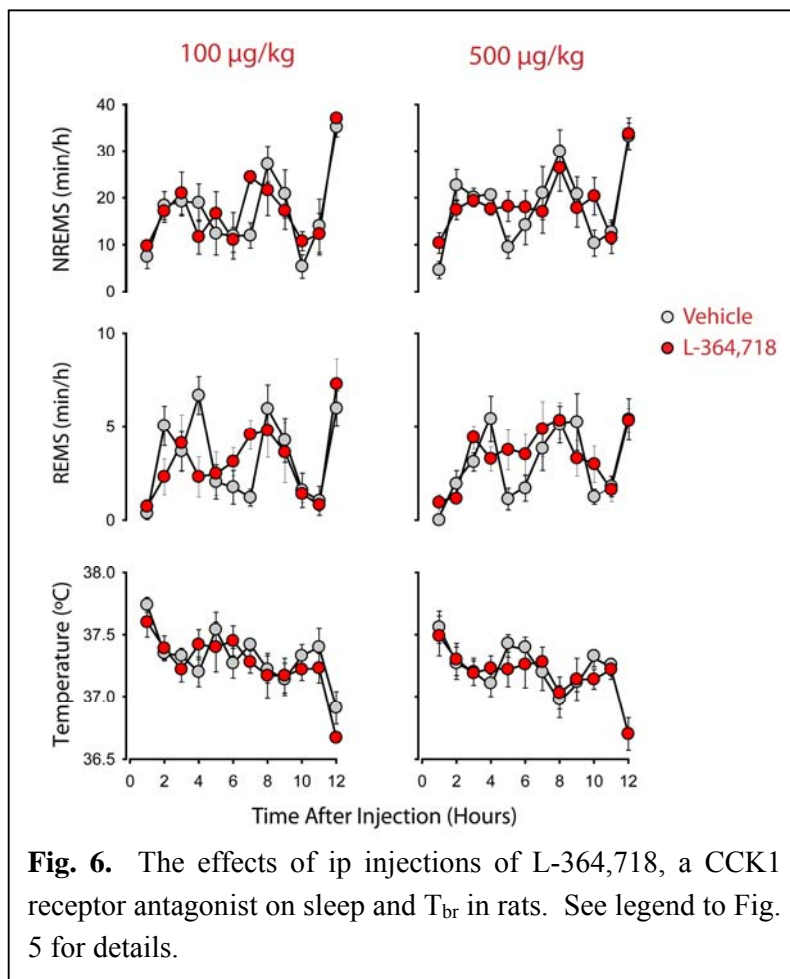 100 µg/kg 500 µg/kg
NREMS (min/h)
40
30
20
10
0
Vehicle
L-364,718
REMS (min/h)
10
5
0
Temperature (ºC)
38.0
37.5
37.0
36.5
0 2 4 6 8 10 12 0 2 4 6 8 10 12
Time After Injection (Hours)
Fig. 6. The effects of ip injections of L-364,718, a CCK1
receptor antagonist on sleep and Tbr in rats. See legend to Fig.
5 for details.